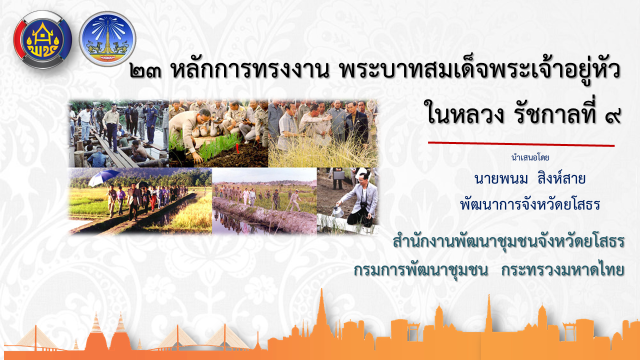 ๒๓ หลักการทรงงาน พระบาทสมเด็จพระเจ้าอยู่หัว
ในหลวง รัชกาลที่ ๙
นำเสนอโดย
นายพนม สิงห์สาย
พัฒนาการจังหวัดยโสธร
สำนักงานพัฒนาชุมชนจังหวัดยโสธร
กรมการพัฒนาชุมชน กระทรวงมหาดไทย